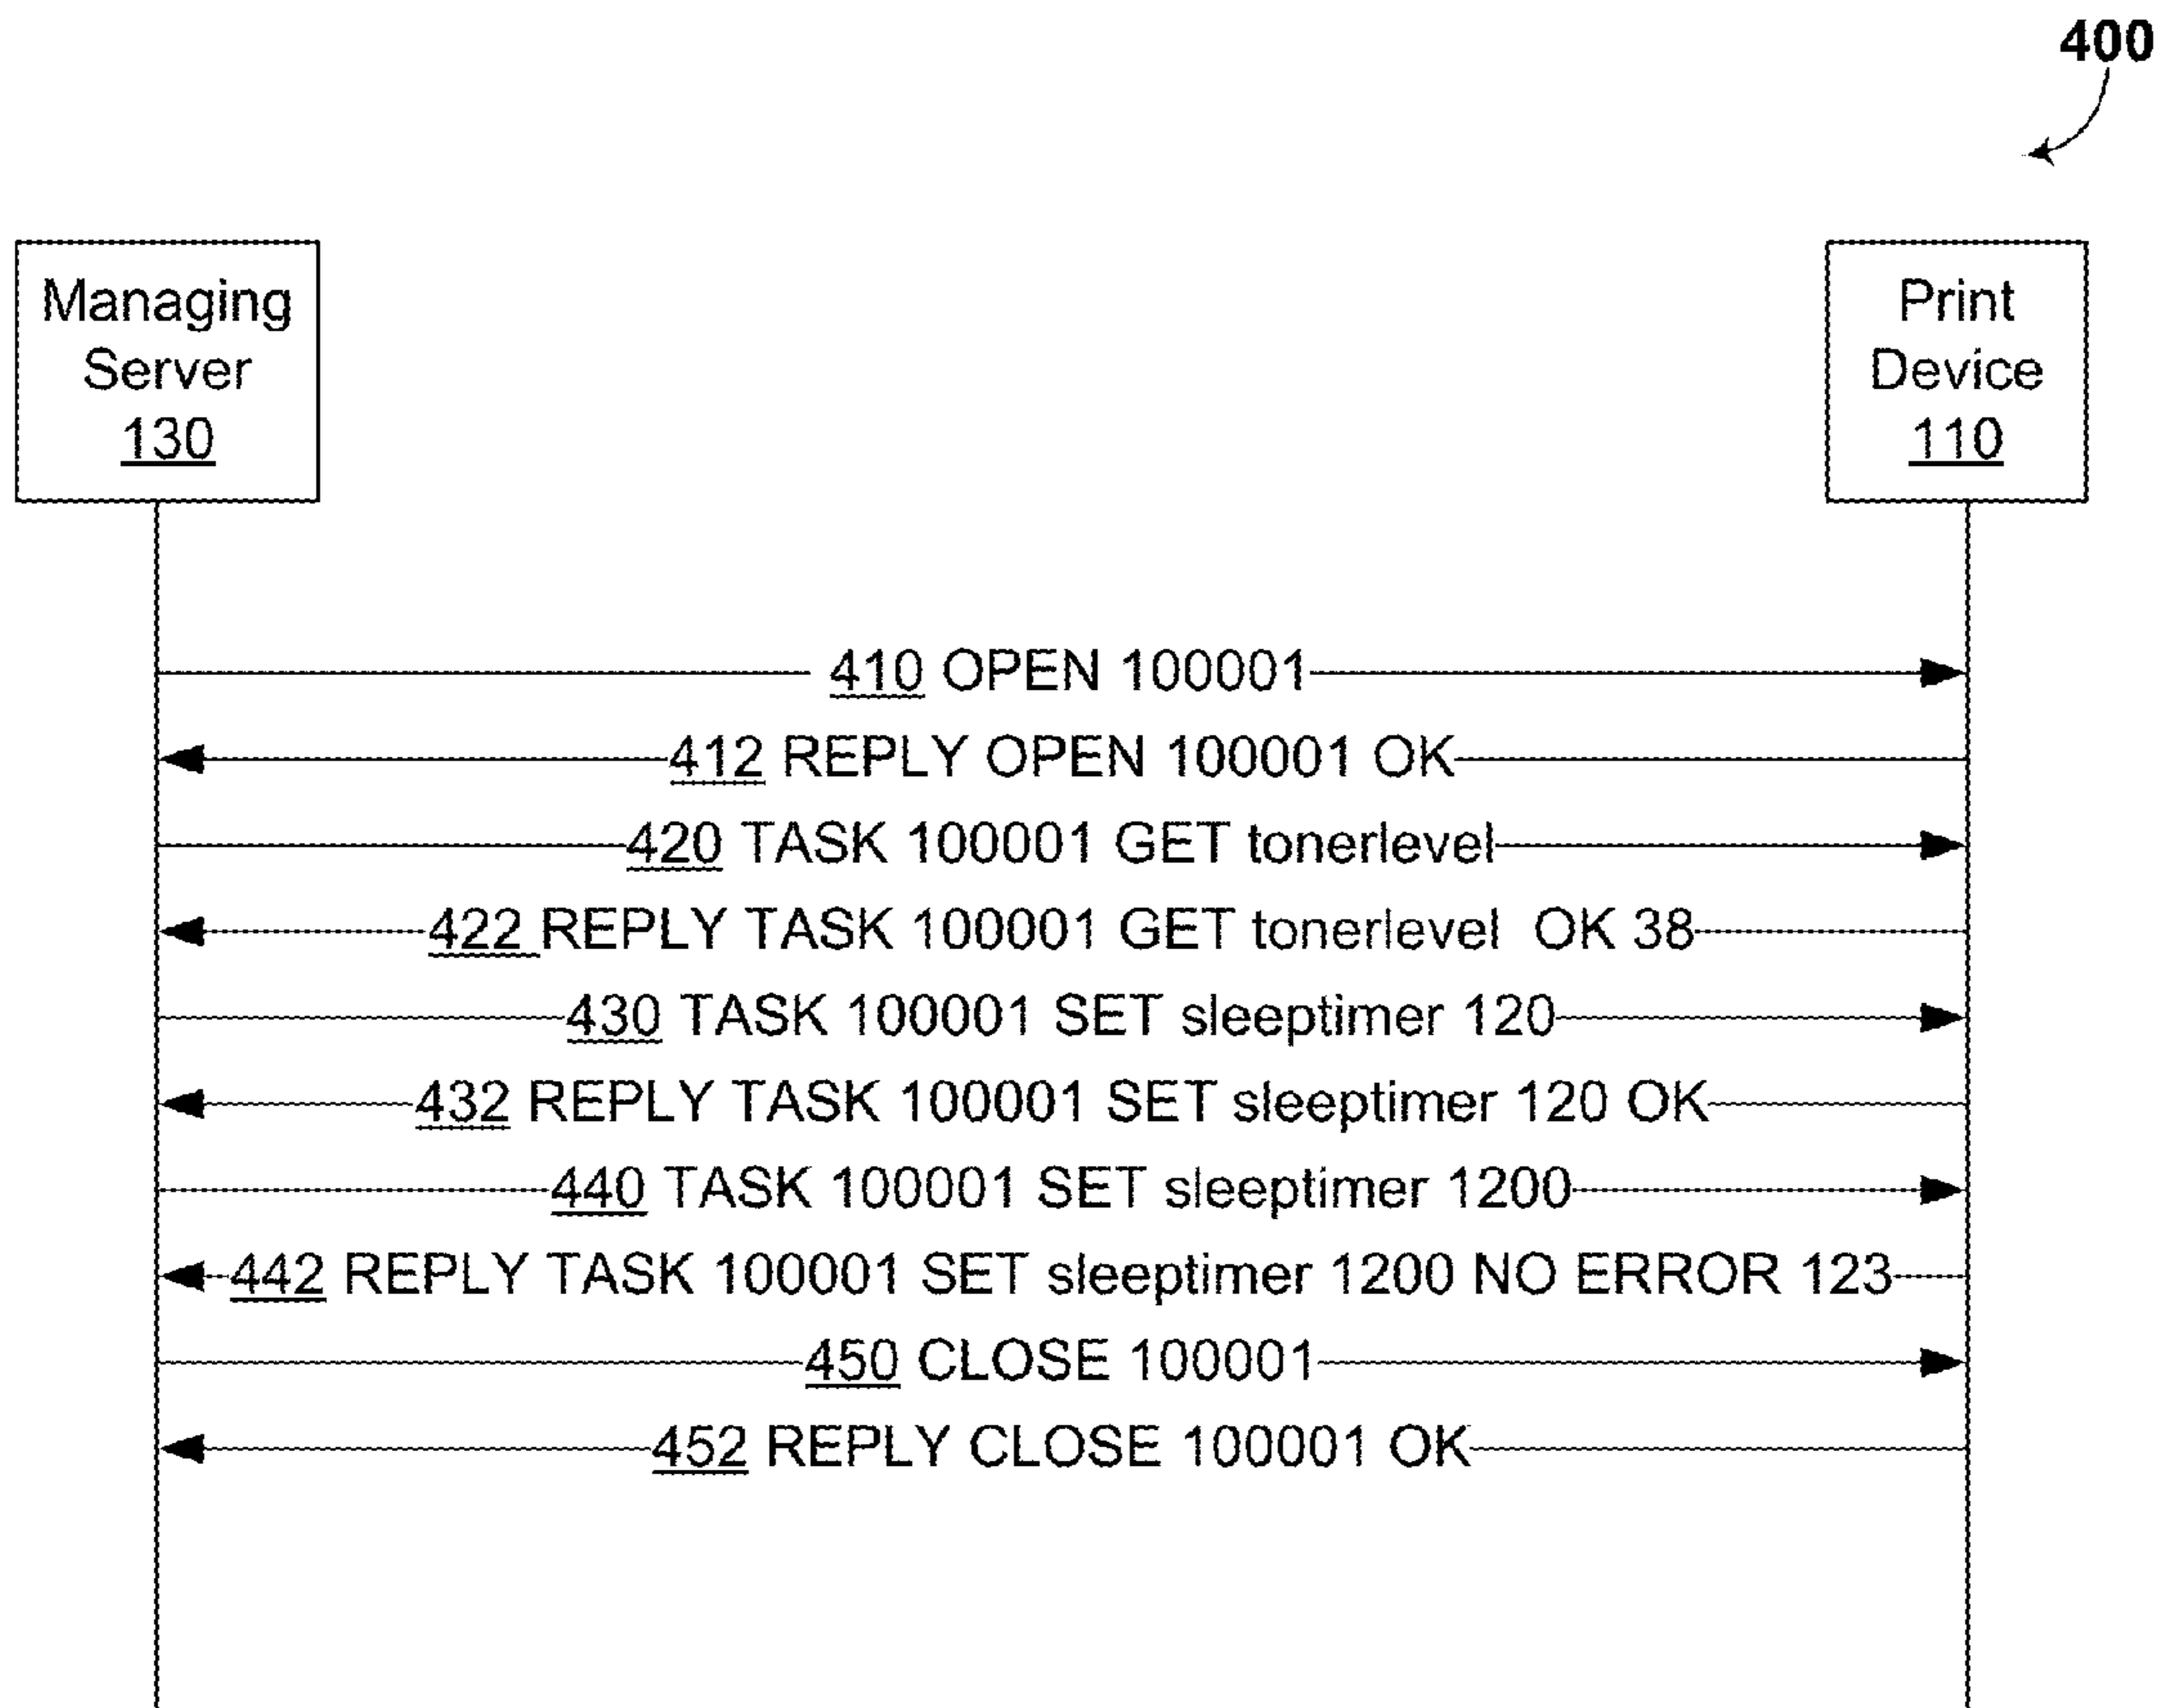 400
Managing
Server
130
Print
Device
110
410 OPEN 100001
412 REPLY OPEN 100001 OK
420 TASK 100001 GET tonerlevel
422 REPLY TASK 100001 GET tonerlevel OK 38
430 TASK 100001 SET sleeptimer 120
432 REPLY TASK 100001 SET sleeptimer 120 OK
440 TASK 100001 SET sleeptimer 1200
442 REPLY TASK 100001 SET sleeptimer 1200 NO ERROR 123
450 CLOSE 100001
452 REPLY CLOSE 100001 OK